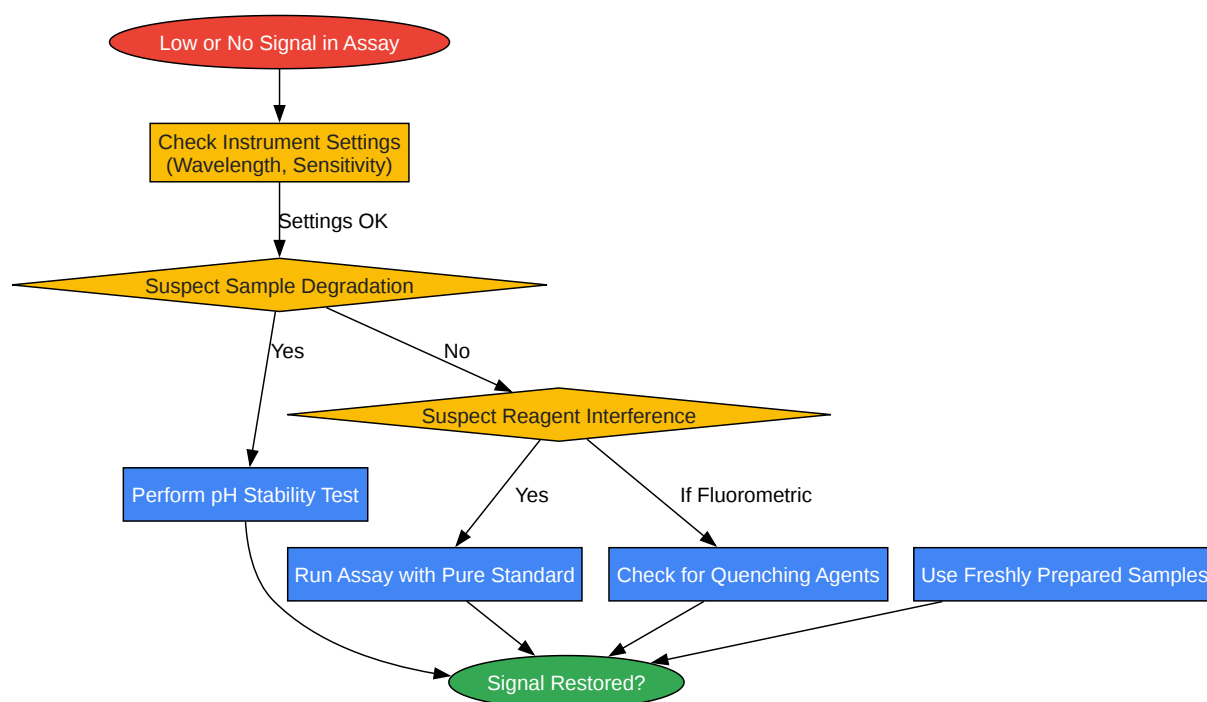 Low or No Signal in Assay
Check Instrument Settings
(Wavelength, Sensitivity)
Settings OK
Suspect Sample Degradation
Yes
No
Suspect Reagent Interference
Perform pH Stability Test
Yes
If Fluorometric
Run Assay with Pure Standard
Check for Quenching Agents
Use Freshly Prepared Samples
Signal Restored?